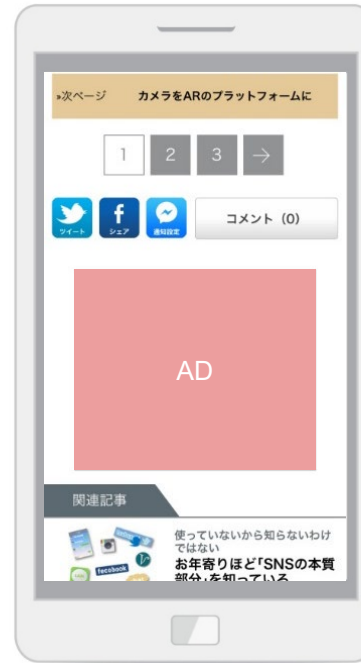 »次ページ　カメラをARのプラットフォームに
1 2 3 →
ツイート シェア 通知設定 コメント（0）
AD
関連記事
使っていないから知らないわけ
ではない
お年寄りほど「SNSの本質
部分」を知っている
facebook